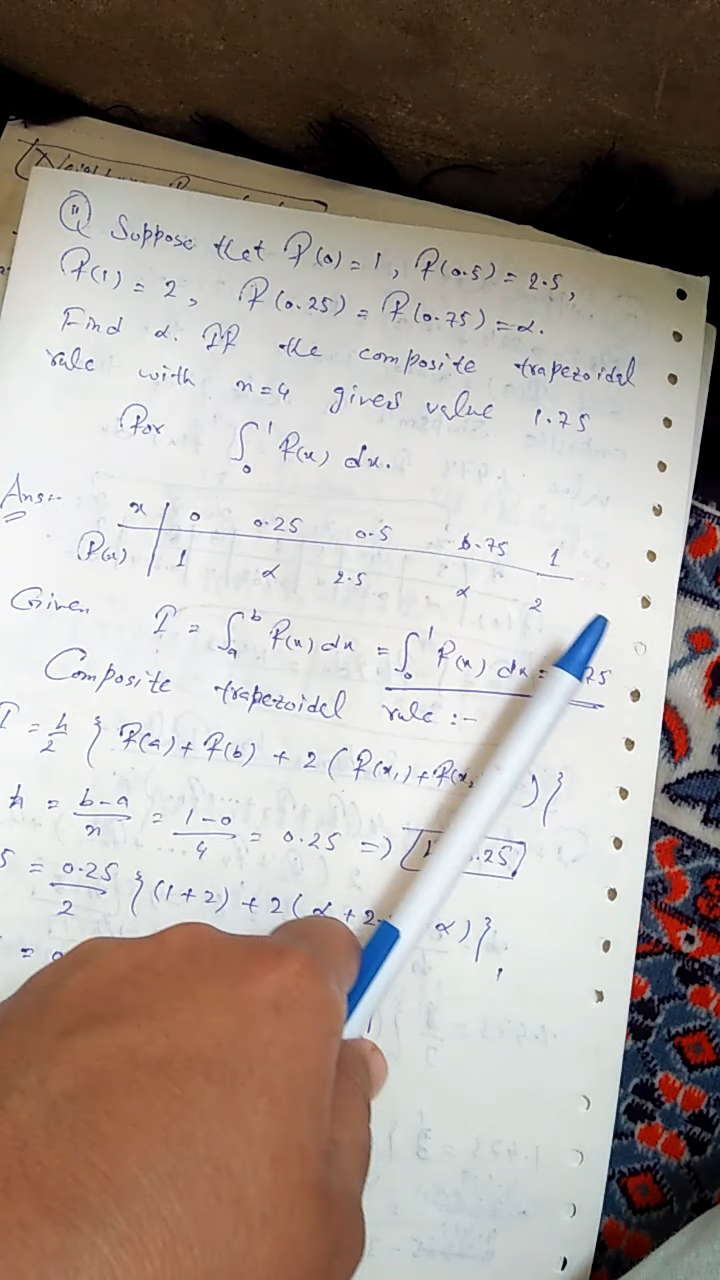 Q Suppose that f(0) = 1, f(0.5) = 2.5,
f(1) = 2, f(0.25) = f(0.75) = α.
Find α. If the composite trapezoidal
rule with n=4 gives value 1.75
for ∫₀¹ f(x) dx.
Ans:-
x | 0 0.25 0.5 0.75 1
f(x) | 1 α 2.5 α 2
Given I = ∫ₐᵇ f(x) dx = ∫₀¹ f(x) dx = 75
Composite trapezoidal rule :-
I = h/2 { f(a) + f(b) + 2 ( f(x₁) + f(x₂ ) }
h = b-a/n = 1-0/4 = 0.25 => .25
5 = 0.25/2 { (1+2) + 2( α + 2 α ) },
=